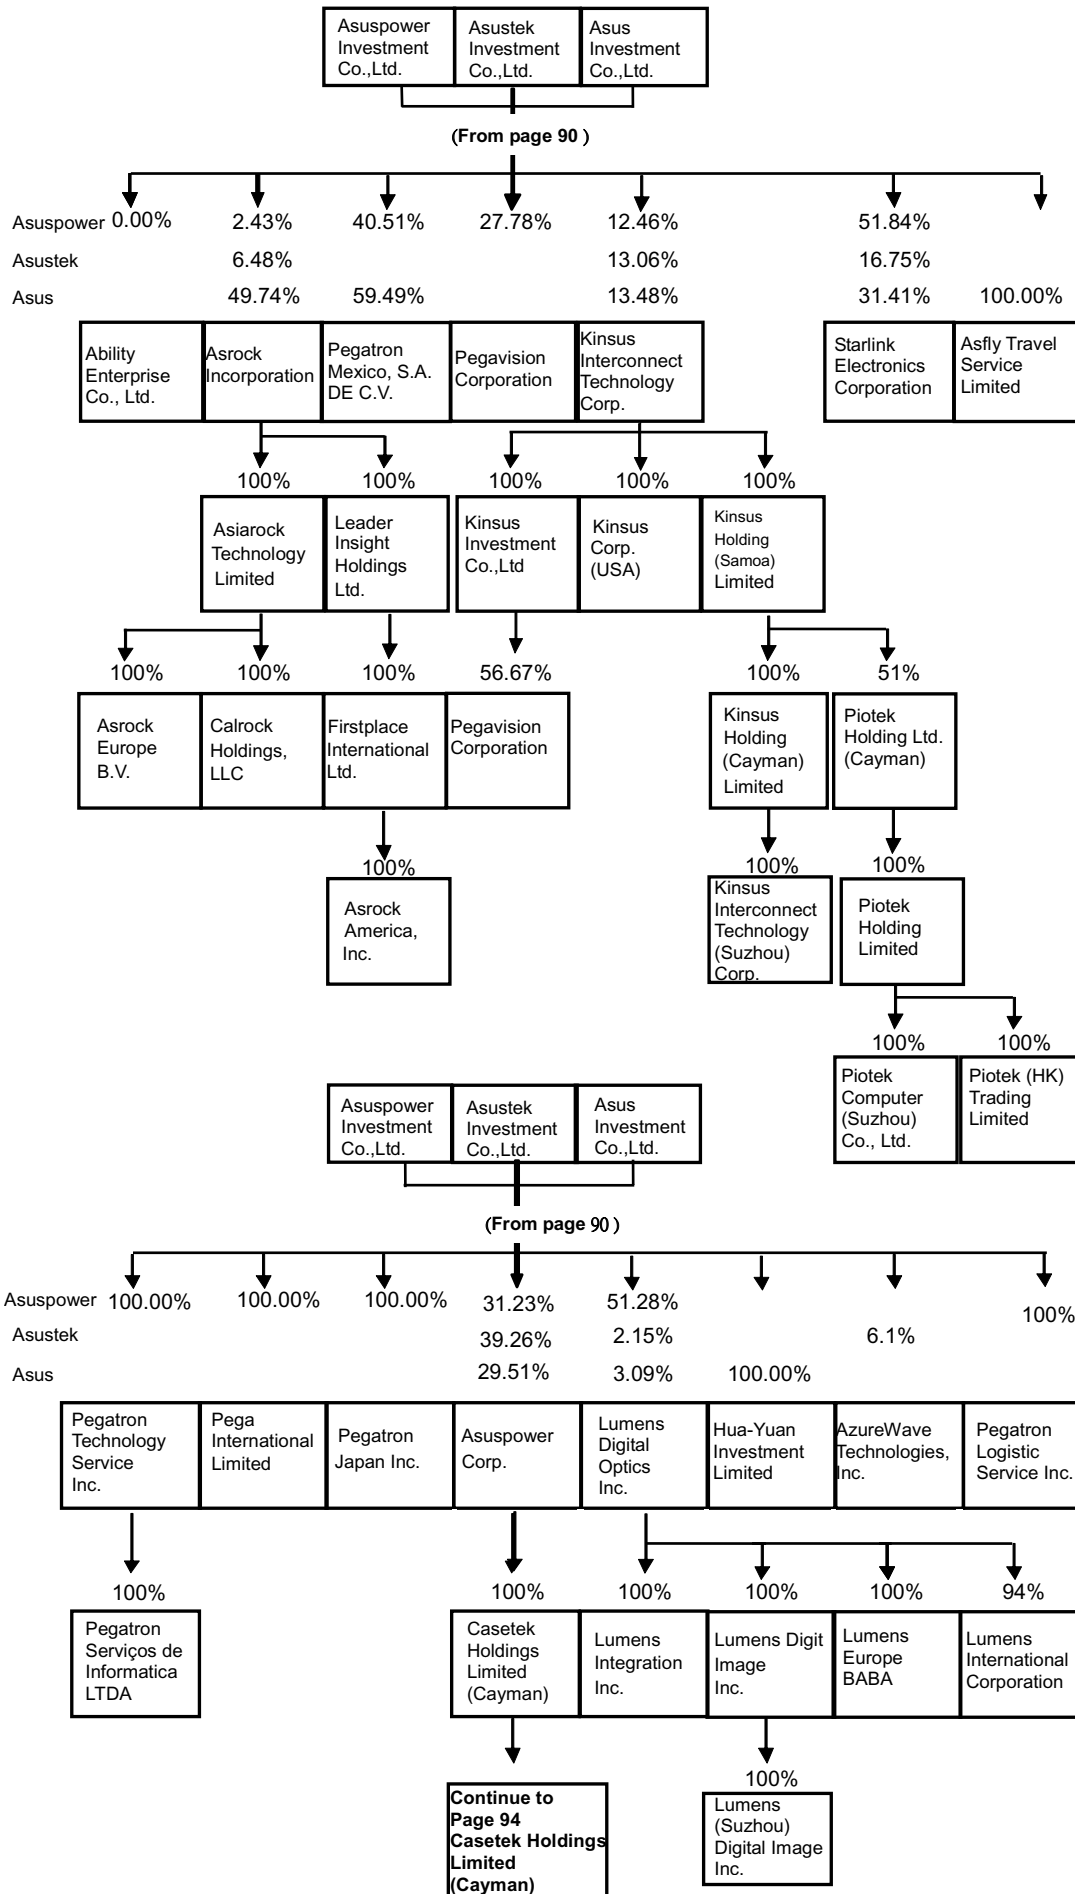 Asuspower
Investment
Co.,Ltd.
Asustek
Investment
Co.,Ltd.
Asus
Investment
Co.,Ltd.
(From page 90 )
Asuspower 0.00% 2.43% 40.51% 27.78% 12.46% 51.84%
Asustek 6.48% 13.06% 16.75%
Asus 49.74% 59.49% 13.48% 31.41% 100.00%
Ability
Enterprise
Co., Ltd.
Asrock
Incorporation
Pegatron
Mexico, S.A.
DE C.V.
Pegavision
Corporation
Kinsus
Interconnect
Technology
Corp.
Starlink
Electronics
Corporation
Asfly Travel
Service
Limited
100% 100% 100% 100% 100%
Asiarock
Technology
Limited
Leader
Insight
Holdings
Ltd.
Kinsus
Investment
Co.,Ltd
Kinsus
Corp.
(USA)
Kinsus
Holding
(Samoa)
Limited
100% 100% 100% 56.67% 100% 51%
Asrock
Europe
B.V.
Calrock
Holdings,
LLC
Firstplace
International
Ltd.
Pegavision
Corporation
Kinsus
Holding
(Cayman)
Limited
Piotek
Holding Ltd.
(Cayman)
100% 100% 100%
Asrock
America,
Inc.
Kinsus
Interconnect
Technology
(Suzhou)
Corp.
Piotek
Holding
Limited
100% 100%
Piotek
Computer
(Suzhou)
Co., Ltd.
Piotek (HK)
Trading
Limited
Asuspower
Investment
Co.,Ltd.
Asustek
Investment
Co.,Ltd.
Asus
Investment
Co.,Ltd.
(From page 90 )
Asuspower 100.00% 100.00% 100.00% 31.23% 51.28% 100%
Asustek 39.26% 2.15% 6.1%
Asus 29.51% 3.09% 100.00%
Pegatron
Technology
Service
Inc.
Pega
International
Limited
Pegatron
Japan Inc.
Asuspower
Corp.
Lumens
Digital
Optics
Inc.
Hua-Yuan
Investment
Limited
AzureWave
Technologies,
Inc.
Pegatron
Logistic
Service Inc.
100% 100% 100% 100% 100% 94%
Pegatron
Serviços de
Informatica
LTDA
Casetek
Holdings
Limited
(Cayman)
Lumens
Integration
Inc.
Lumens Digit
Image
Inc.
Lumens
Europe
BABA
Lumens
International
Corporation
100%
Continue to
Page 94
Casetek Holdings
Limited
(Cayman)
Lumens
(Suzhou)
Digital Image
Inc.